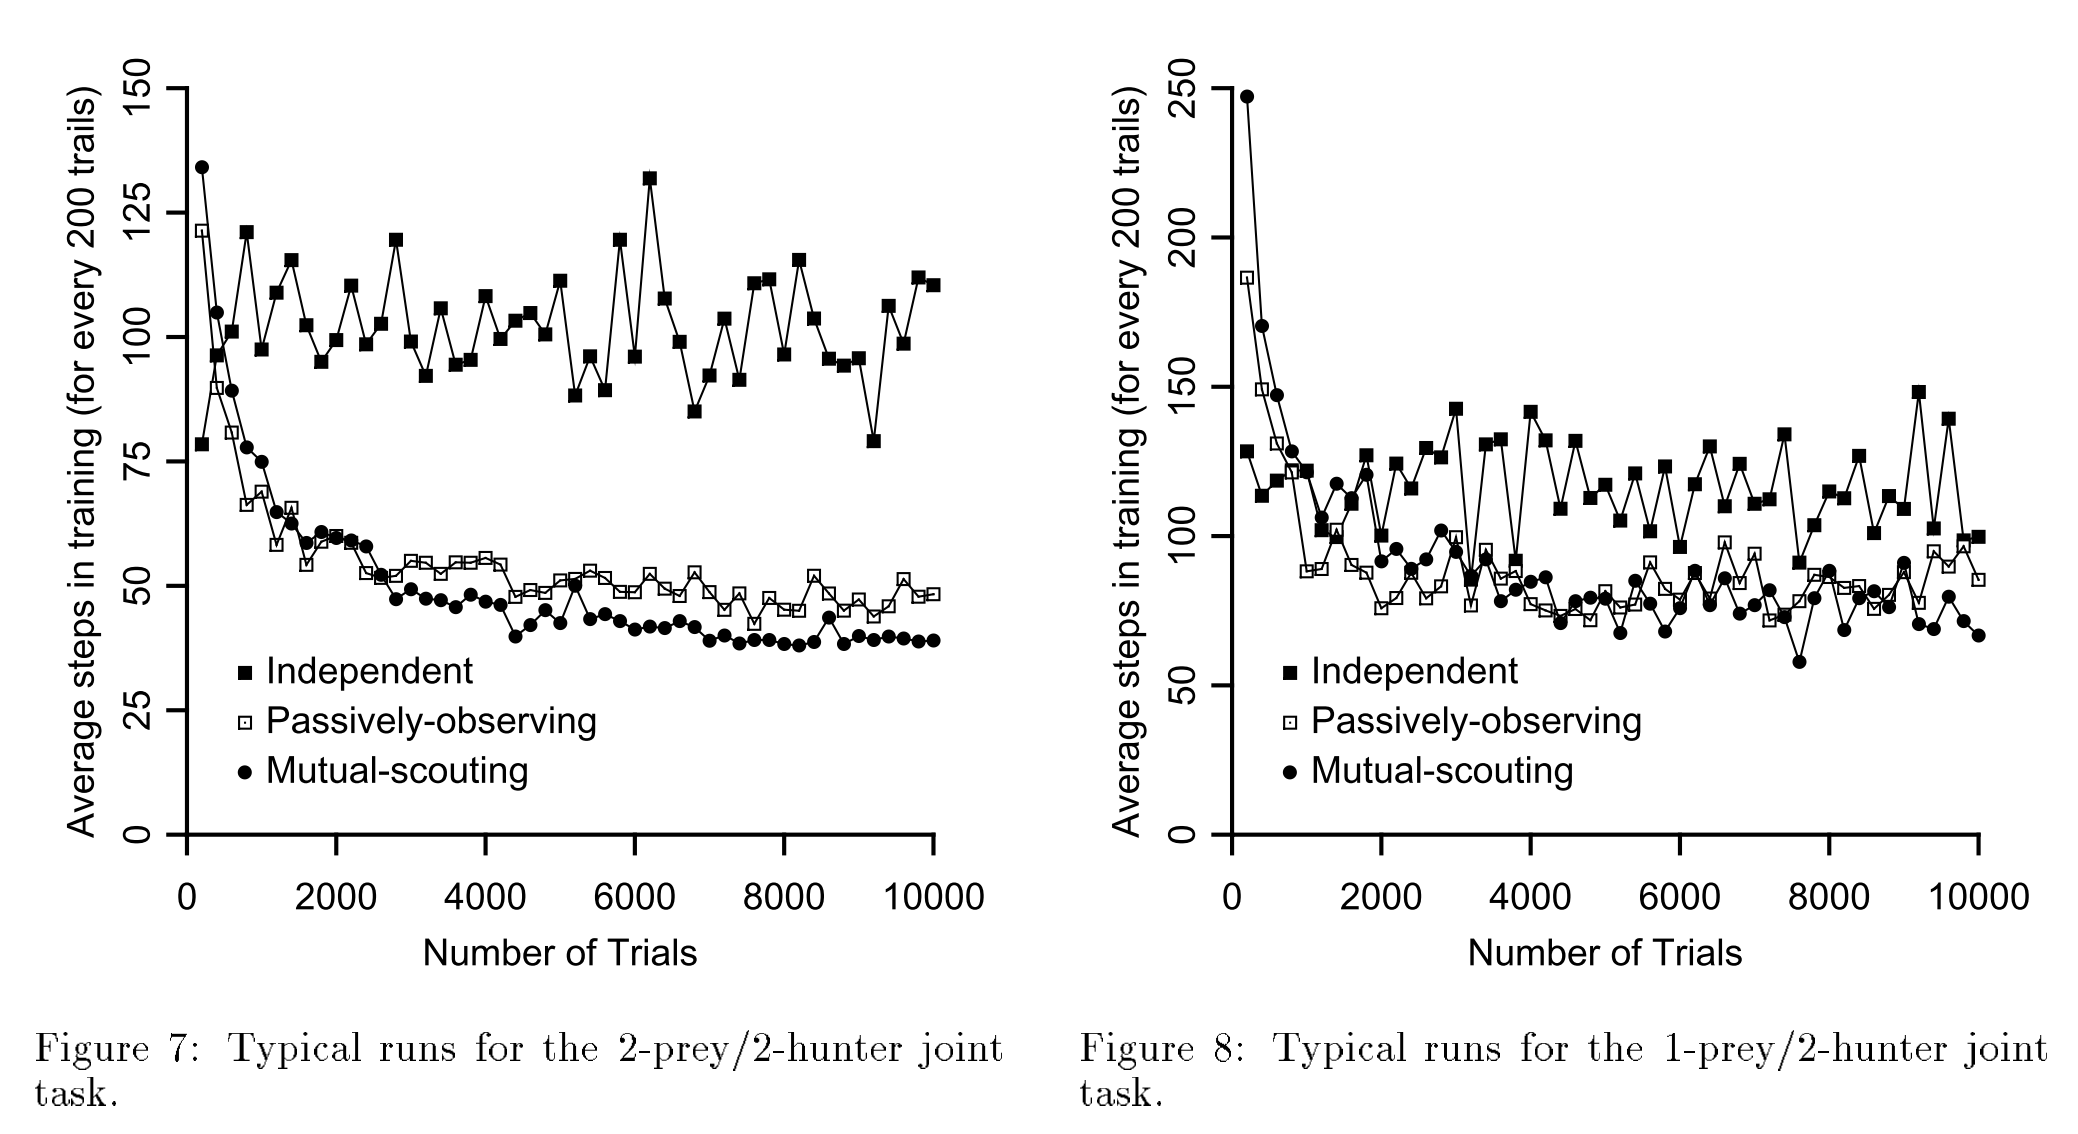 Average steps in training (for every 200 trails)
150
125
100
75
50
25
0
Independent
Passively-observing
Mutual-scouting
0 2000 4000 6000 8000 10000
Number of Trials
Figure 7: Typical runs for the 2-prey/2-hunter joint
task.
Average steps in training (for every 200 trails)
250
200
150
100
50
0
Independent
Passively-observing
Mutual-scouting
0 2000 4000 6000 8000 10000
Number of Trials
Figure 8: Typical runs for the 1-prey/2-hunter joint
task.